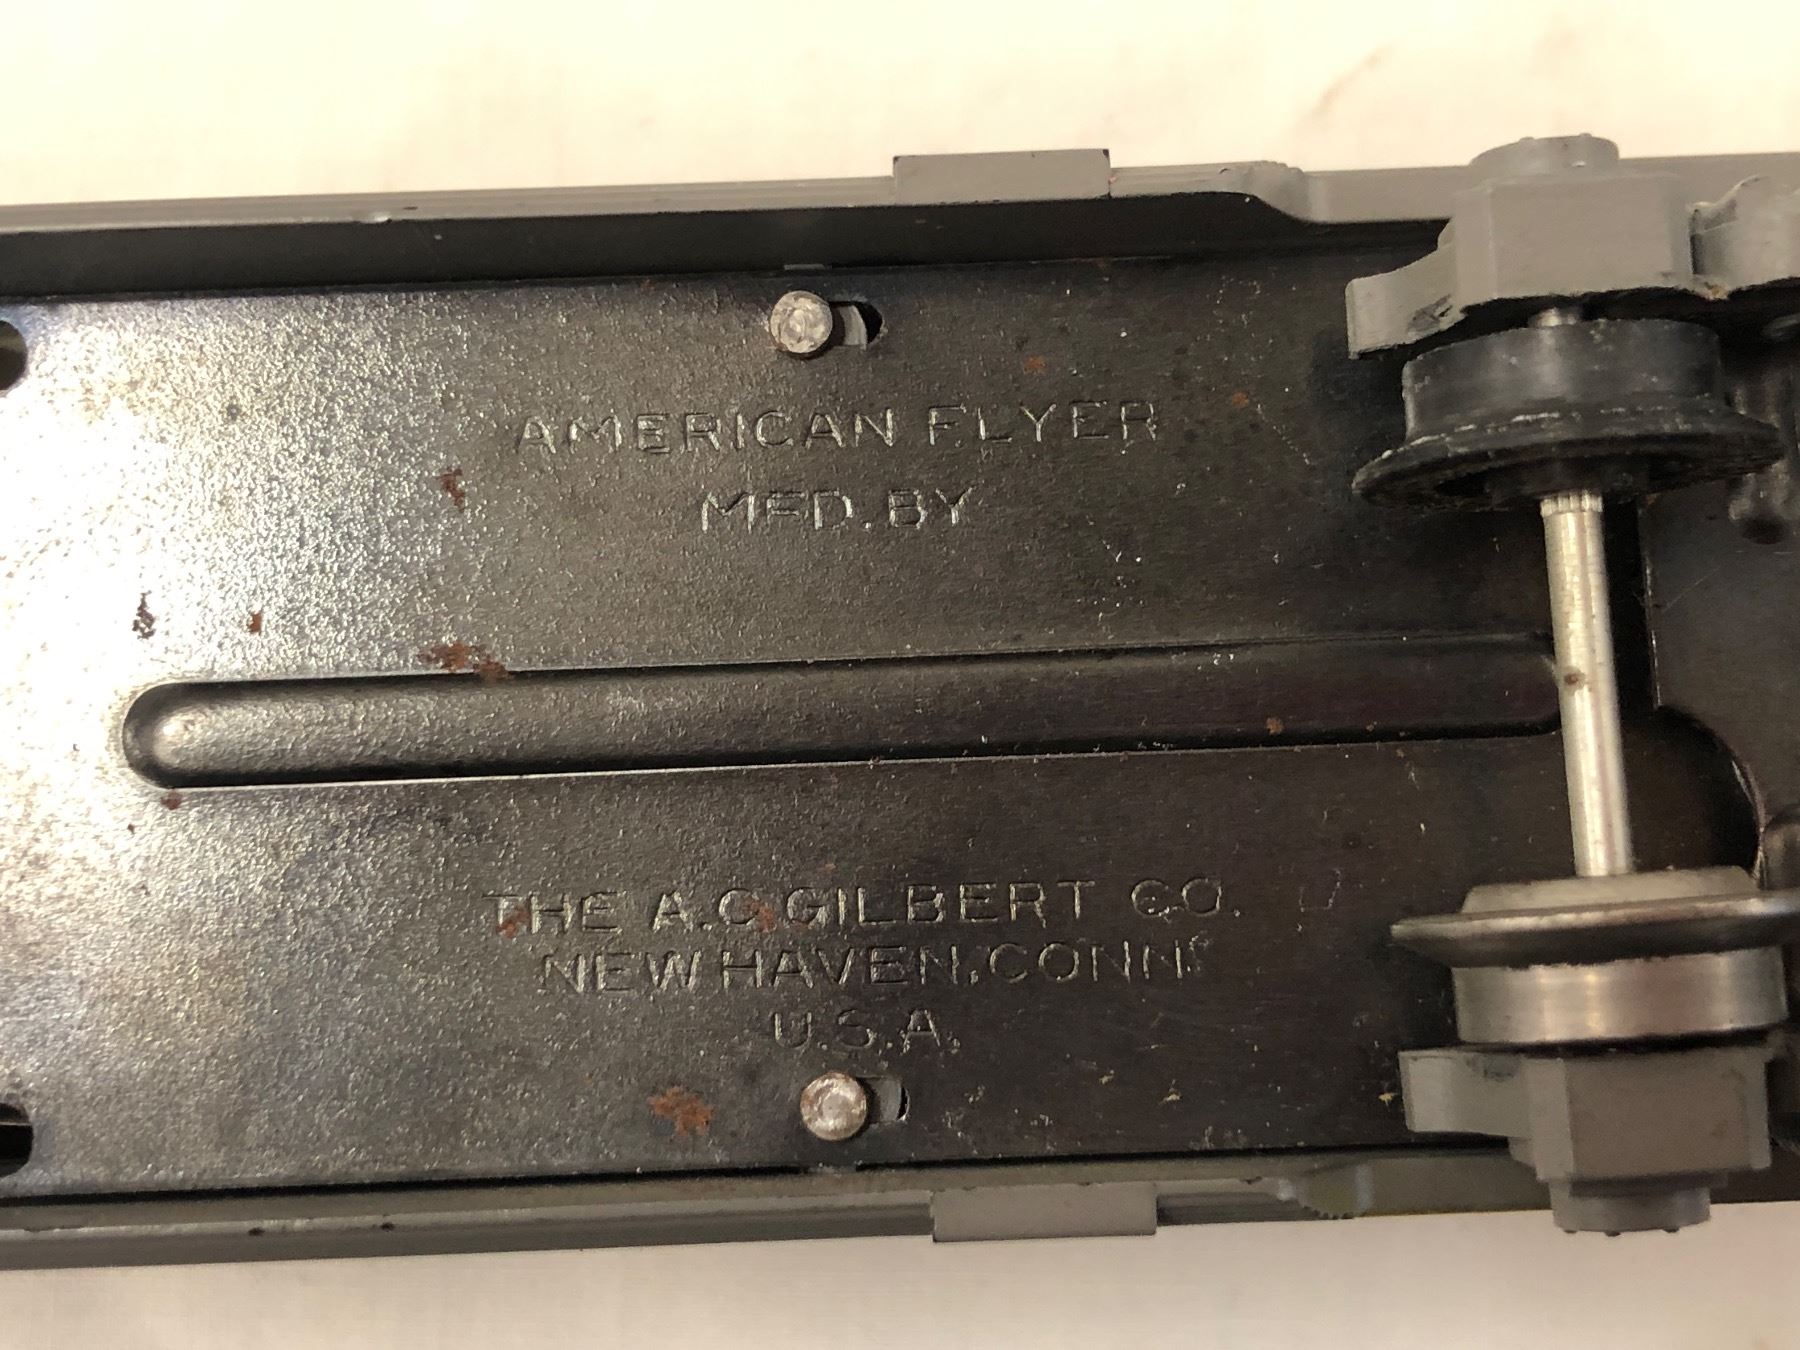 AMERICAN FLYER
MFD. BY
THE A.C. GILBERT CO.
NEW HAVEN, CONN.
U.S.A.